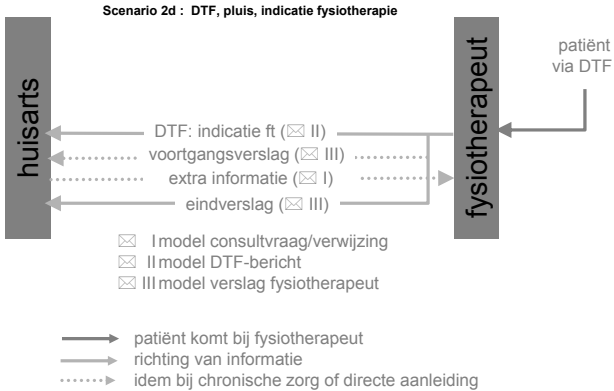 Scenario 2d : DTF, pluis, indicatie fysiotherapie
huisarts
fysiotherapeut
patiënt
via DTF
DTF: indicatie ft (✉ II)
voortgangsverslag (✉ III)
extra informatie (✉ I)
eindverslag (✉ III)
✉ I model consultvraag/verwijzing
✉ II model DTF-bericht
✉ III model verslag fysiotherapeut
patiënt komt bij fysiotherapeut
richting van informatie
idem bij chronische zorg of directe aanleiding